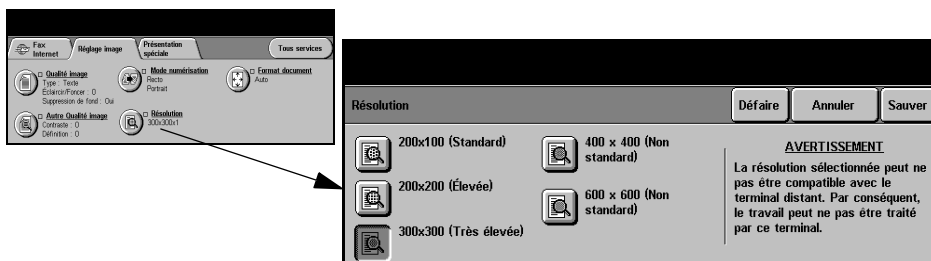 Fax Internet
Réglage image
Présentation spéciale
Tous services
Qualité image
Type : Texte
Éclaircir/Foncer : 0
Suppression de fond : Oui
Mode numérisation
Recto
Portrait
Format document
Auto
Autre Qualité image
Contraste : 0
Définition : 0
Résolution
300x300x1
Résolution
Défaire
Annuler
Sauver
200x100 (Standard)
200x200 (Élevée)
300x300 (Très élevée)
400 x 400 (Non
standard)
600 x 600 (Non
standard)
AVERTISSEMENT
La résolution sélectionnée peut ne
pas être compatible avec le
terminal distant. Par conséquent,
le travail peut ne pas être traité
par ce terminal.